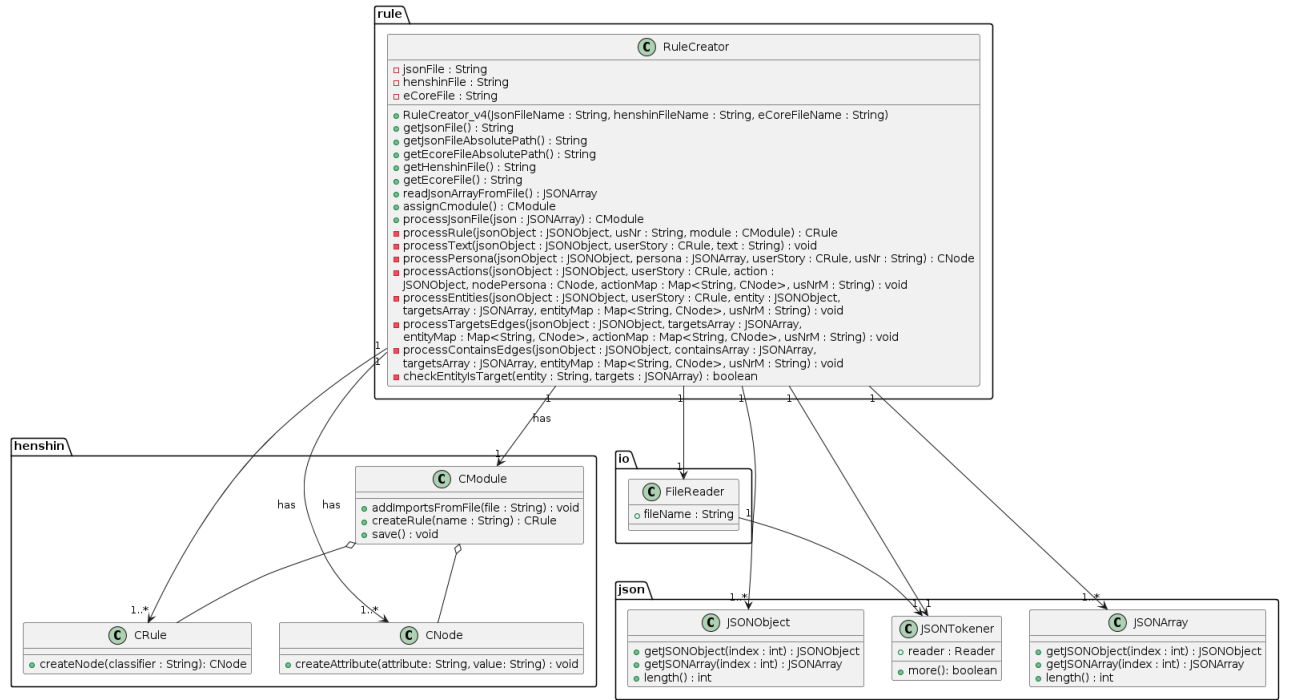 rule
RuleCreator
jsonFile : String
henshinFile : String
eCoreFile : String
RuleCreator_v4(JsonFileName : String, henshinFileName : String, eCoreFileName : String)
getJsonFile() : String
getJsonFileAbsolutePath() : String
getEcoreFileAbsolutePath() : String
getHenshinFile() : String
getEcoreFile() : String
readJsonArrayFromFile() : JSONArray
assignCmodule() : CModule
processJsonFile(json : JSONArray) : CModule
processRule(jsonObject : JSONObject, usNr : String, module : CModule) : CRule
processText(jsonObject : JSONObject, userStory : CRule, text : String) : void
processPersona(jsonObject : JSONObject, persona : JSONArray, userStory : CRule, usNr : String) : CNode
processActions(jsonObject : JSONObject, userStory : CRule, action :
JSONObject, nodePersona : CNode, actionMap : Map<String, CNode>, usNrM : String) : void
processEntities(jsonObject : JSONObject, userStory : CRule, entity : JSONObject,
targetsArray : JSONArray, entityMap : Map<String, CNode>, usNrM : String) : void
processTargetsEdges(jsonObject : JSONObject, targetsArray : JSONArray,
entityMap : Map<String, CNode>, actionMap : Map<String, CNode>, usNrM : String) : void
processContainsEdges(jsonObject : JSONObject, containsArray : JSONArray,
targetsArray : JSONArray, entityMap : Map<String, CNode>, usNrM : String) : void
checkEntityIsTarget(entity : String, targets : JSONArray) : boolean
1
1
1
1
1
1
1
has
henshin
CModule
addImportsFromFile(file : String) : void
createRule(name : String) : CRule
save() : void
1
has
has
1..*
1..*
CRule
createNode(classifier : String): CNode
CNode
createAttribute(attribute: String, value: String) : void
io
1
FileReader
fileName : String
1
json
1..*
1
1
1..*
JSONObject
getJSONObject(index : int) : JSONObject
getJSONArray(index : int) : JSONArray
length() : int
JSONTokener
reader : Reader
more(): boolean
JSONArray
getJSONObject(index : int) : JSONObject
getJSONArray(index : int) : JSONArray
length() : int